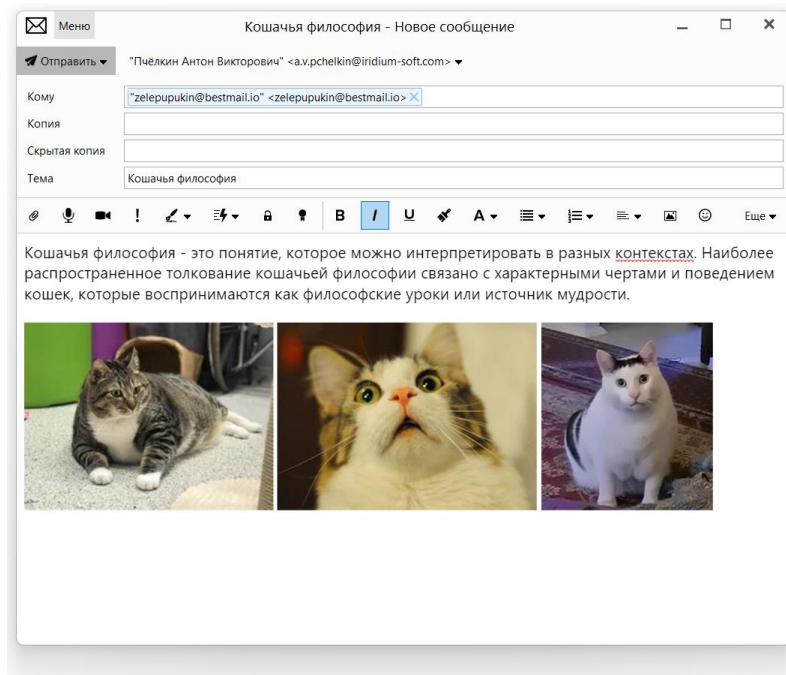 Меню
Кошачья философия - Новое сообщение
Отправить
"Пчёлкин Антон Викторович" <a.v.pchelkin@iridium-soft.com>
Кому
"zelepupukin@bestmail.io" <zelepupukin@bestmail.io>
Копия
Скрытая копия
Тема
Кошачья философия
B I U A Еще
Кошачья философия - это понятие, которое можно интерпретировать в разных контекстах. Наиболее
распространенное толкование кошачьей философии связано с характерными чертами и поведением
кошек, которые воспринимаются как философские уроки или источник мудрости.